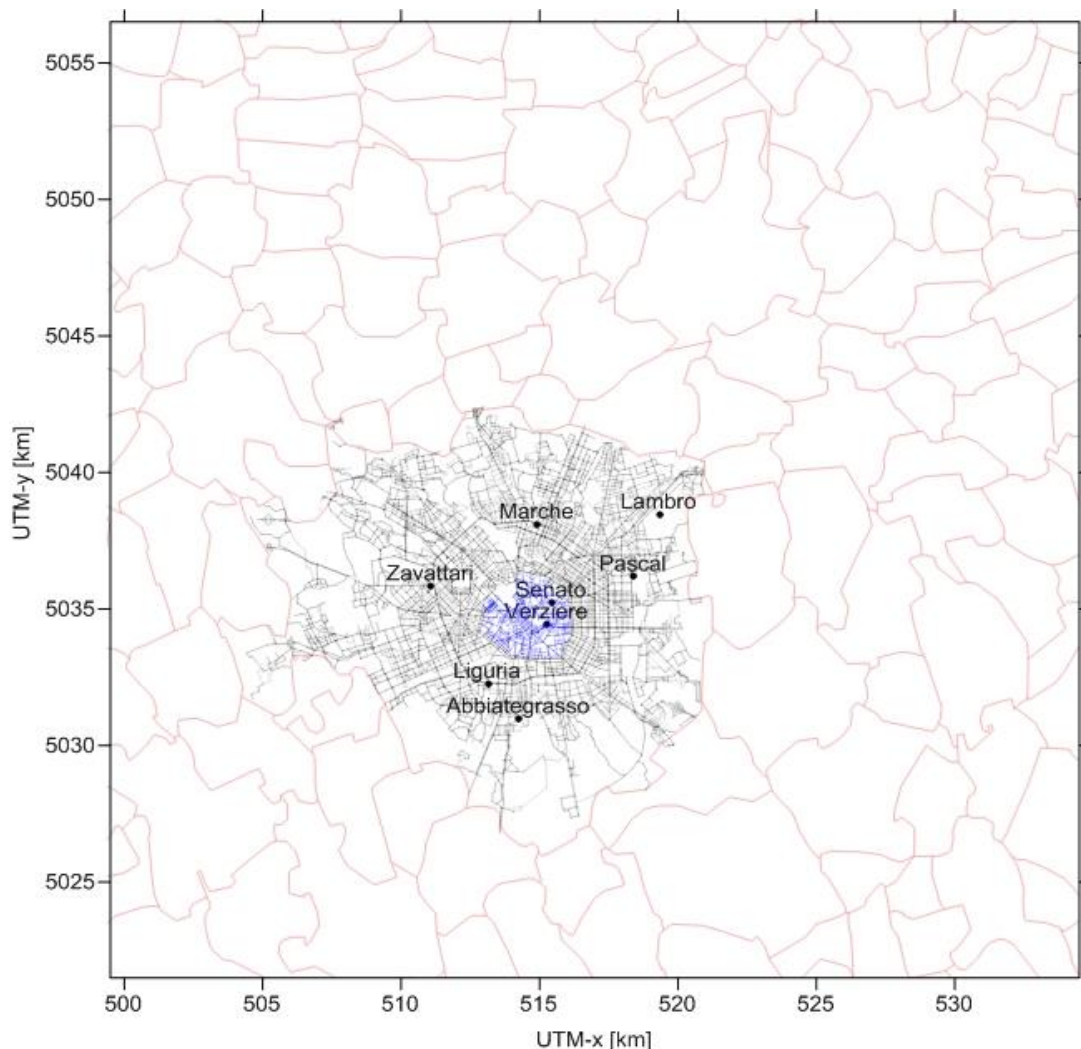 5055
5050
5045
5040
5035
5030
5025
UTM-y [km]
Marche
Lambro
Zavattari
Pascal
Senato
Verziere
Liguria
Abbiategrasso
500
505
510
515
520
525
530
UTM-x [km]